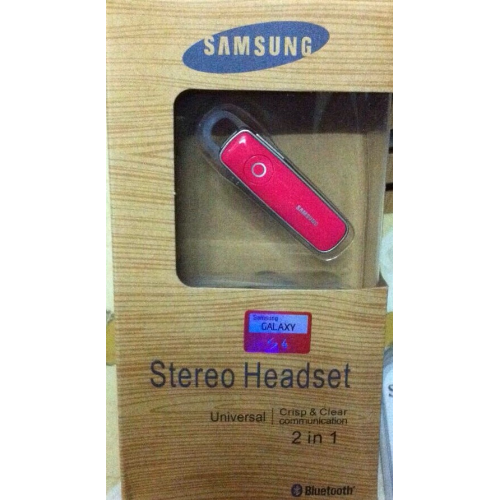 SAMSUNG
SAMSUNG
Samsung
GALAXY
Stereo Headset
Universal
Crisp & Clear
communication
2 in 1
Bluetooth